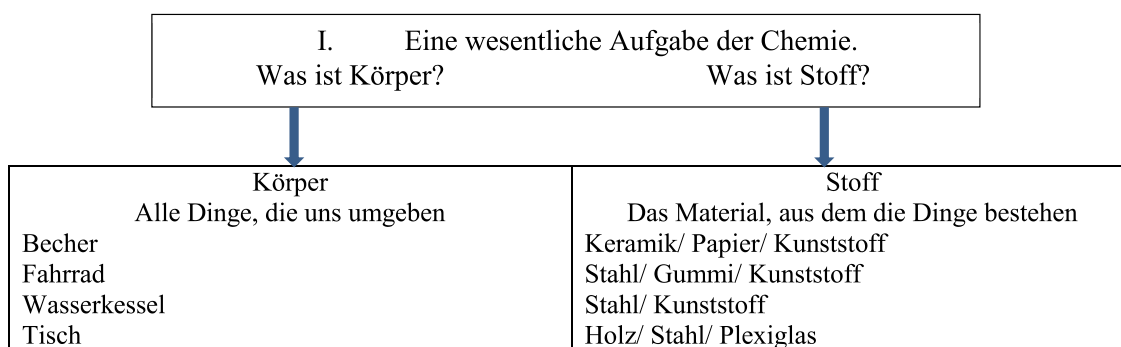 I. Eine wesentliche Aufgabe der Chemie.
Was ist Körper? Was ist Stoff?
Körper
Alle Dinge, die uns umgeben
Becher
Fahrrad
Wasserkessel
Tisch
Stoff
Das Material, aus dem die Dinge bestehen
Keramik/ Papier/ Kunststoff
Stahl/ Gummi/ Kunststoff
Stahl/ Kunststoff
Holz/ Stahl/ Plexiglas